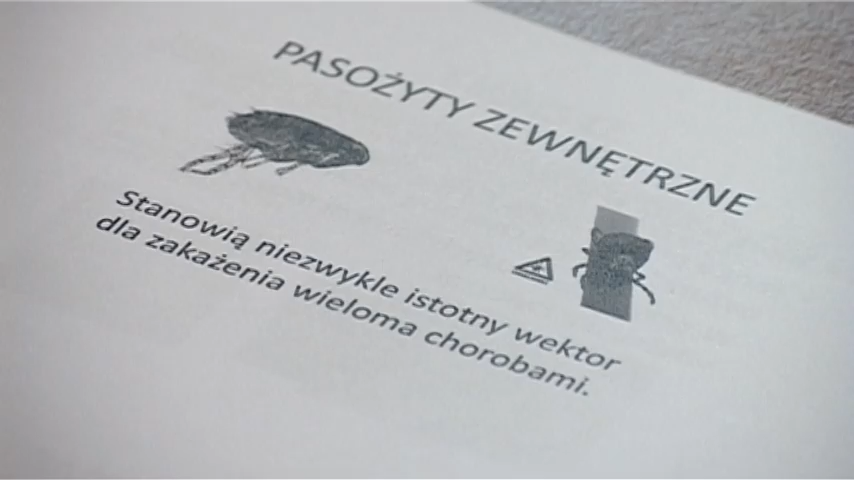 PASOŻYTY ZEWNĘTRZNE
Stanowią niezwykle istotny wektor
dla zakażenia wieloma chorobami.